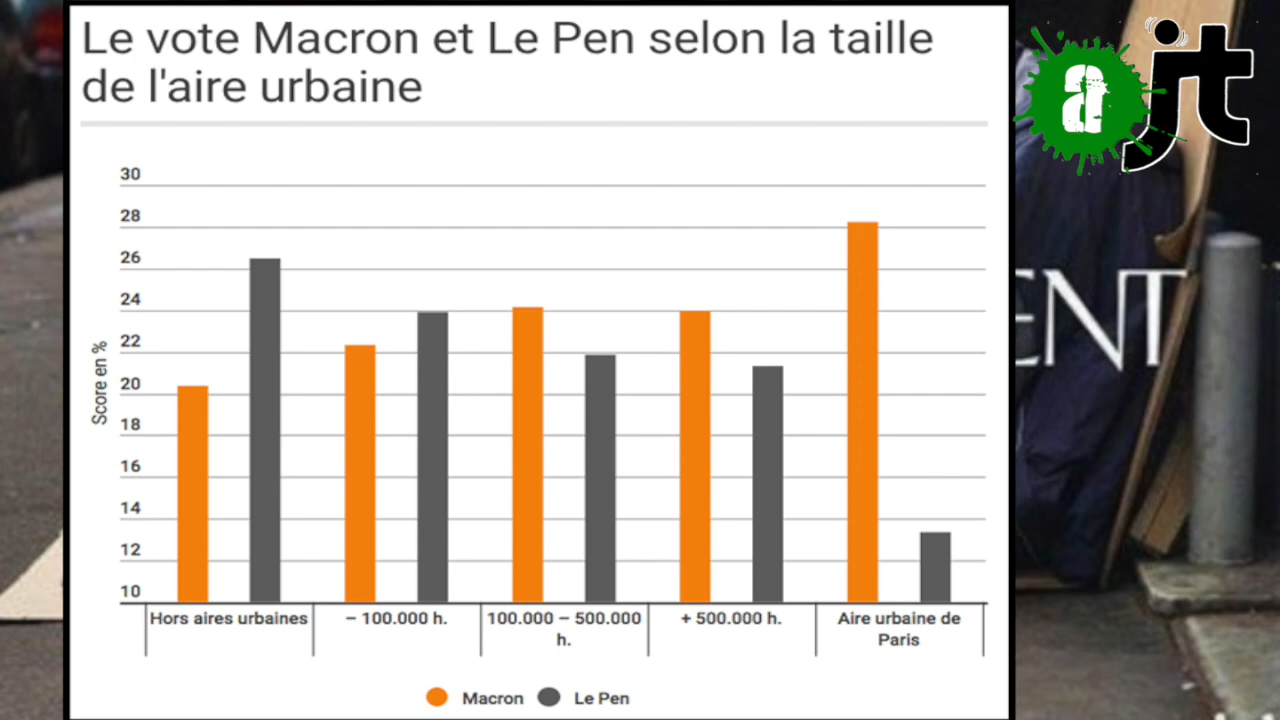 Le vote Macron et Le Pen selon la taille
de l'aire urbaine
a jt
30
28
26
24
22
20
18
16
14
12
10
Score en %
ENT
Hors aires urbaines
– 100.000 h.
100.000 – 500.000
h.
+ 500.000 h.
Aire urbaine de
Paris
Macron
Le Pen